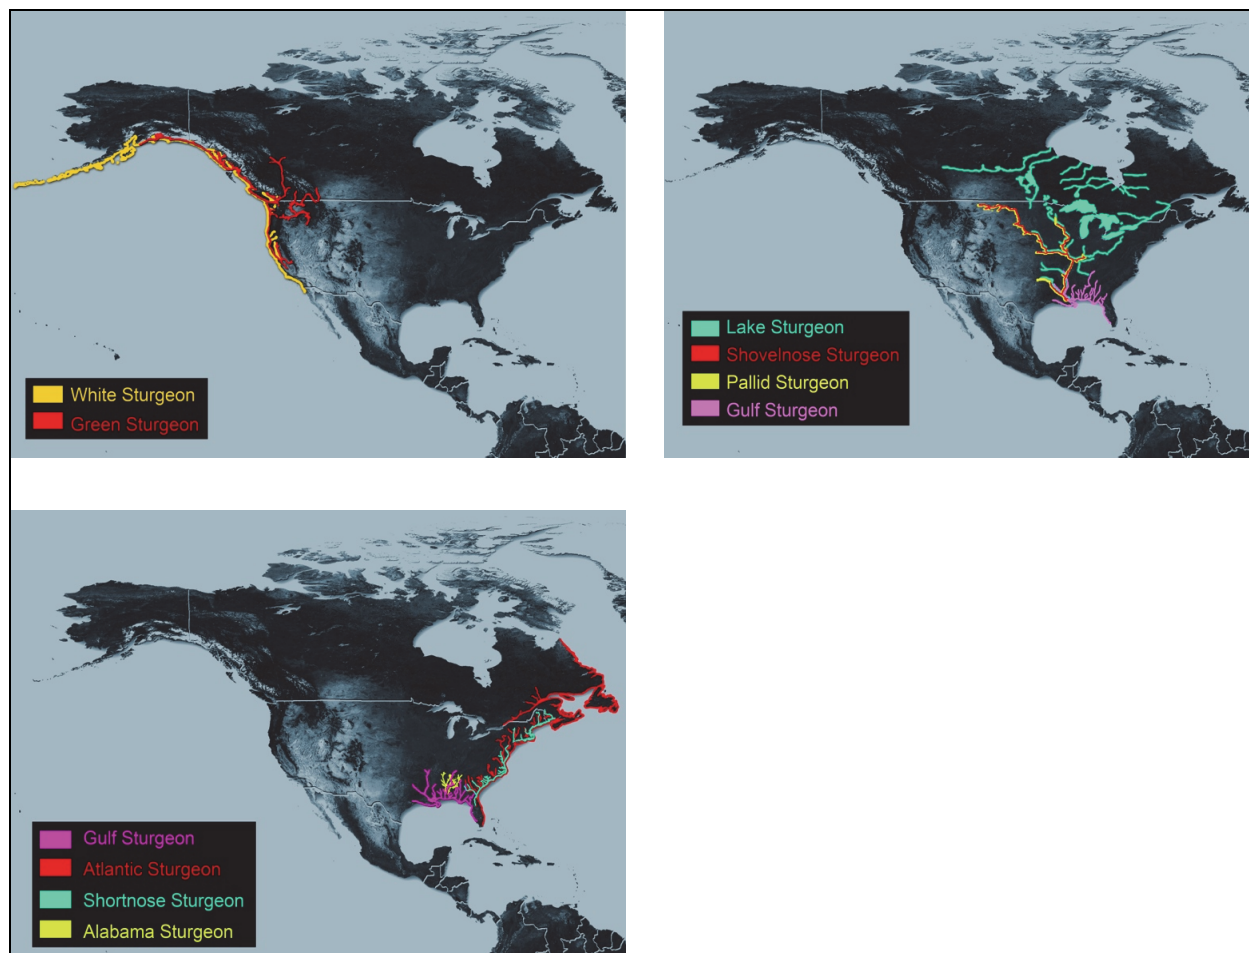 White Sturgeon
Green Sturgeon
Lake Sturgeon
Shovelnose Sturgeon
Pallid Sturgeon
Gulf Sturgeon
Gulf Sturgeon
Atlantic Sturgeon
Shortnose Sturgeon
Alabama Sturgeon